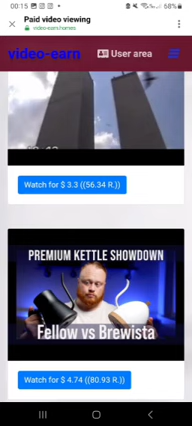 00:15
58%
Paid video viewing
video-earn/series
video-earn
User area
Watch for $ 3.3 ((56.34 R.))
PREMIUM KETTLE SHOWDOWN
Fellow vs Brewista
Watch for $ 4.74 ((80.93 R.))